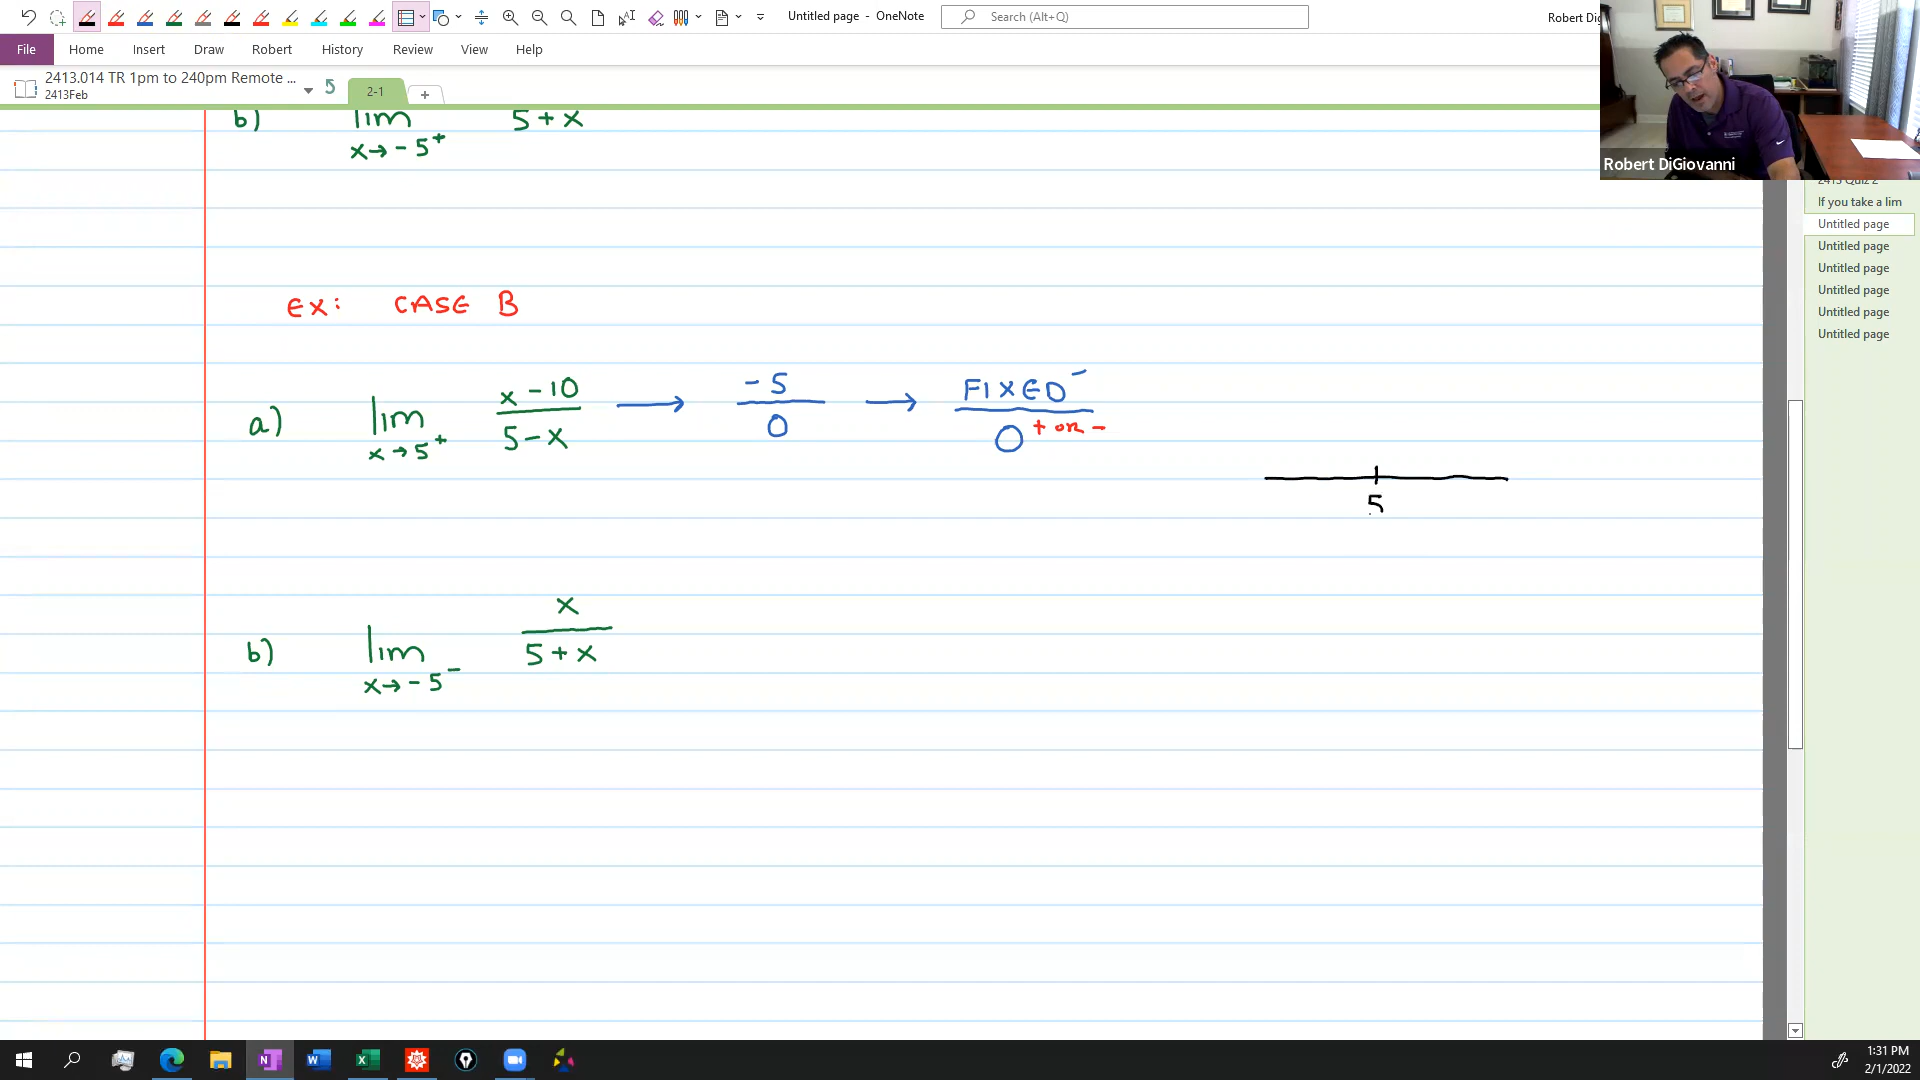 Untitled page - OneNote
Search (Alt+Q)
Robert Di
File Home Insert Draw Robert History Review View Help
2413.014 TR 1pm to 240pm Remote ...
2413Feb
2-1
Robert DiGiovanni
2413 Quiz 2
If you take a lim
Untitled page
Untitled page
Untitled page
Untitled page
Untitled page
Untitled page
b) lim 5 + x
x → - 5⁺
EX: CASE B
a) lim x - 10 / 5 - x → - 5 / 0 → FIXED⁻ / 0 + or -
x → 5⁺
5
b) lim x / 5 + x
x → - 5⁻
1:31 PM
2/1/2022